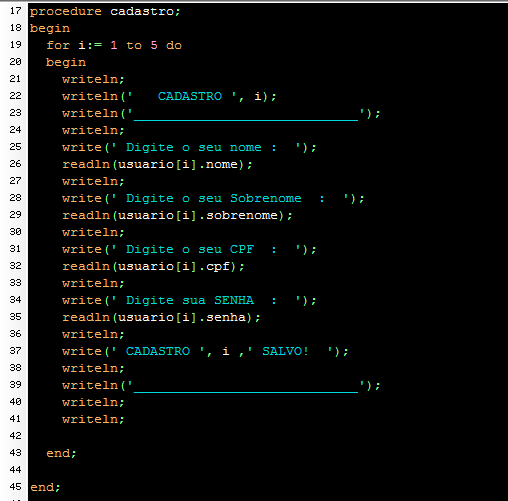 17 procedure cadastro;
18 begin
19   for i:= 1 to 5 do
20   begin
21     writeln;
22     writeln('   CADASTRO ', i);
23     writeln('____________________________');
24     writeln;
25     write(' Digite o seu nome :  ');
26     readln(usuario[i].nome);
27     writeln;
28     write(' Digite o seu Sobrenome  :  ');
29     readln(usuario[i].sobrenome);
30     writeln;
31     write(' Digite o seu CPF  :  ');
32     readln(usuario[i].cpf);
33     writeln;
34     write(' Digite sua SENHA  :  ');
35     readln(usuario[i].senha);
36     writeln;
37     write(' CADASTRO ', i ,' SALVO!  ');
38     writeln;
39     writeln('____________________________');
40     writeln;
41     writeln;
42
43   end;
44
45 end;